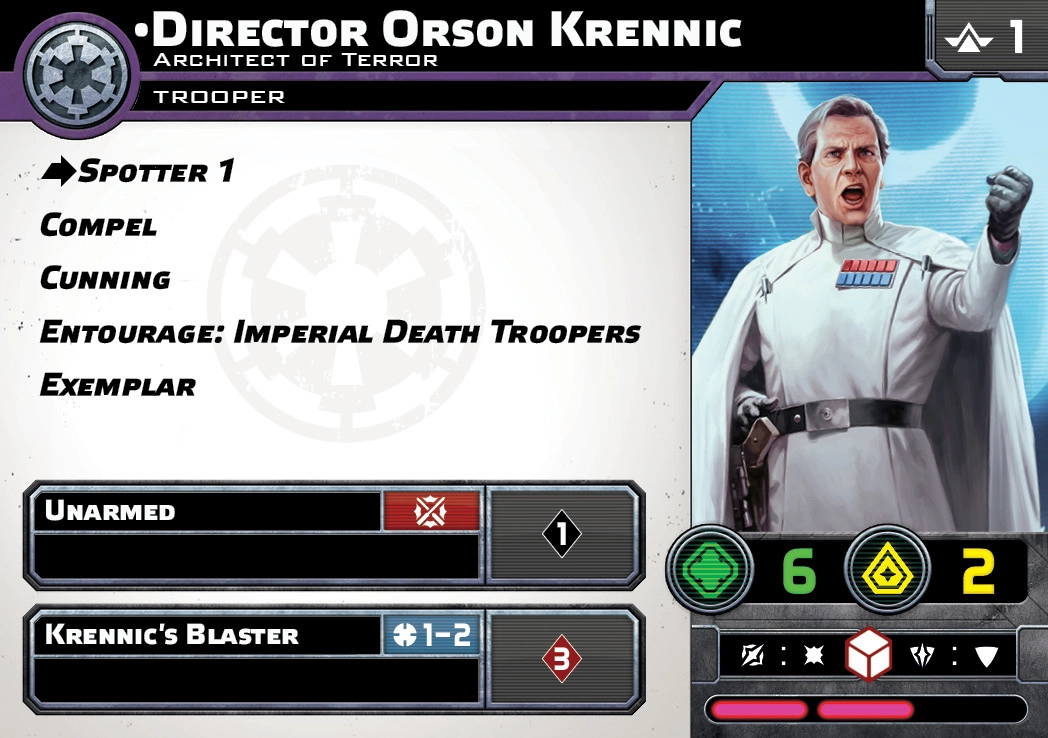 •Director Orson Krennic
1
Architect of Terror
Trooper
Spotter 1
Compel
Cunning
Entourage: Imperial Death Troopers
Exemplar
Unarmed
1
6
2
Krennic's Blaster
1–2
3
: :